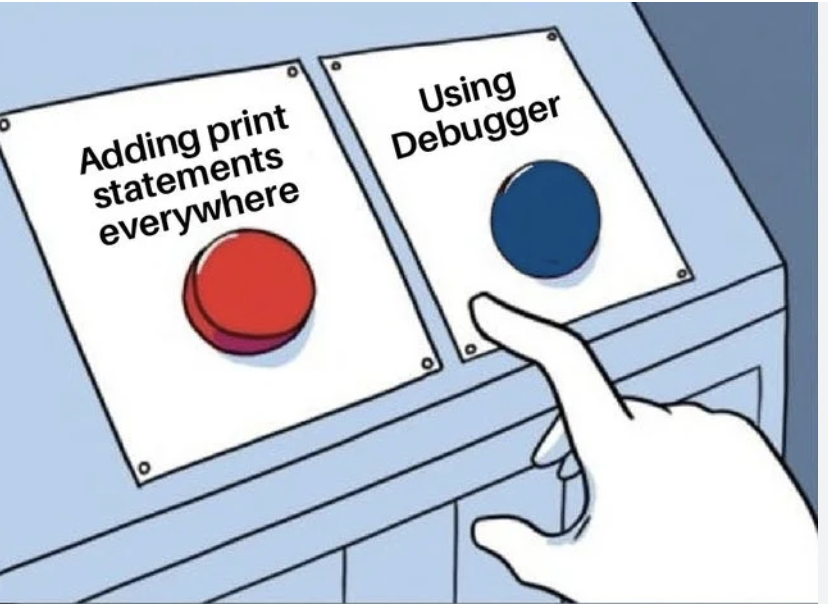 Adding print
statements
everywhere
Using
Debugger